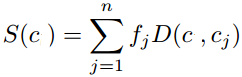 S(c ) = \sum_{j=1}^{n} f_j D(c , c_j)